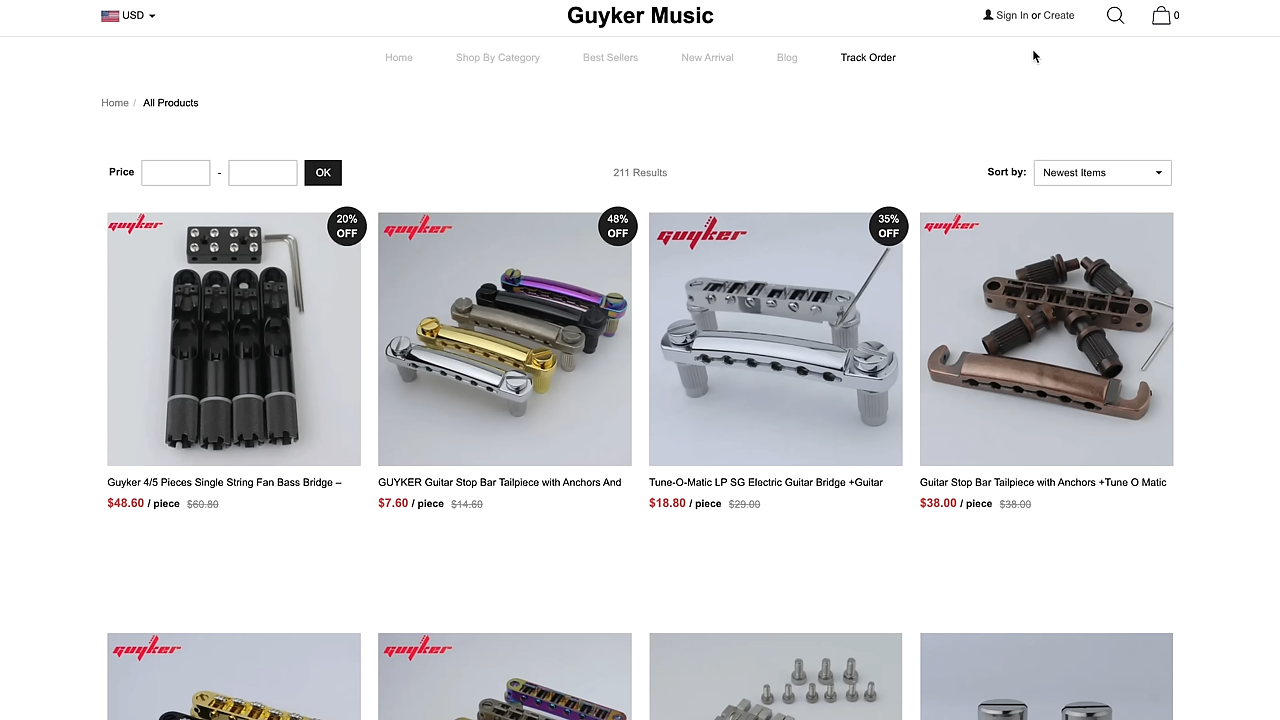 USD
Guyker Music
Sign In or Create
0
Home
Shop By Category
Best Sellers
New Arrival
Blog
Track Order
Home / All Products
Price
-
OK
211 Results
Sort by:
Newest Items
guyker
20%
OFF
guyker
48%
OFF
guyker
35%
OFF
guyker
Guyker 4/5 Pieces Single String Fan Bass Bridge –
$48.60 / piece $60.80
GUYKER Guitar Stop Bar Tailpiece with Anchors And
$7.60 / piece $14.60
Tune-O-Matic LP SG Electric Guitar Bridge +Guitar
$18.80 / piece $29.00
Guitar Stop Bar Tailpiece with Anchors +Tune O Matic
$38.00 / piece $38.00
guyker
guyker